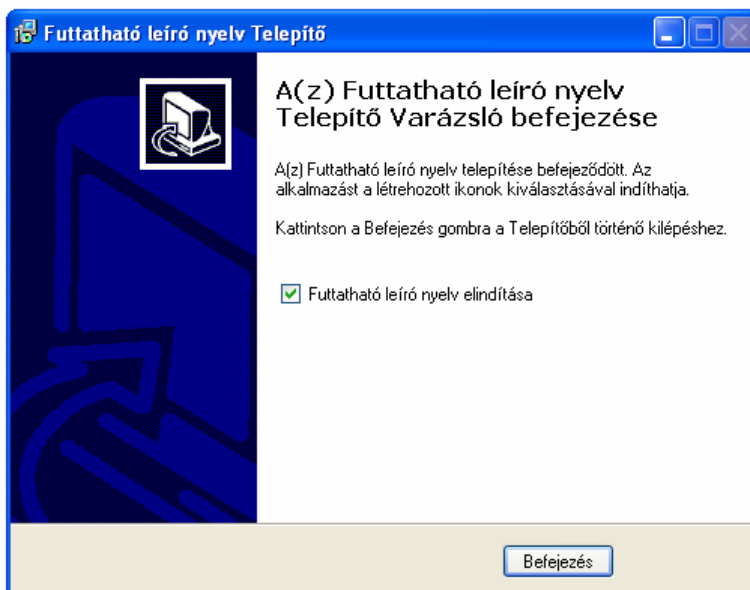 Futtatható leíró nyelv Telepítő
A(z) Futtatható leíró nyelv
Telepítő Varázsló befejezése
A(z) Futtatható leíró nyelv telepítése befejeződött. Az
alkalmazást a létrehozott ikonok kiválasztásával indíthatja.
Kattintson a Befejezés gombra a Telepítőből történő kilépéshez.
Futtatható leíró nyelv elindítása
Befejezés